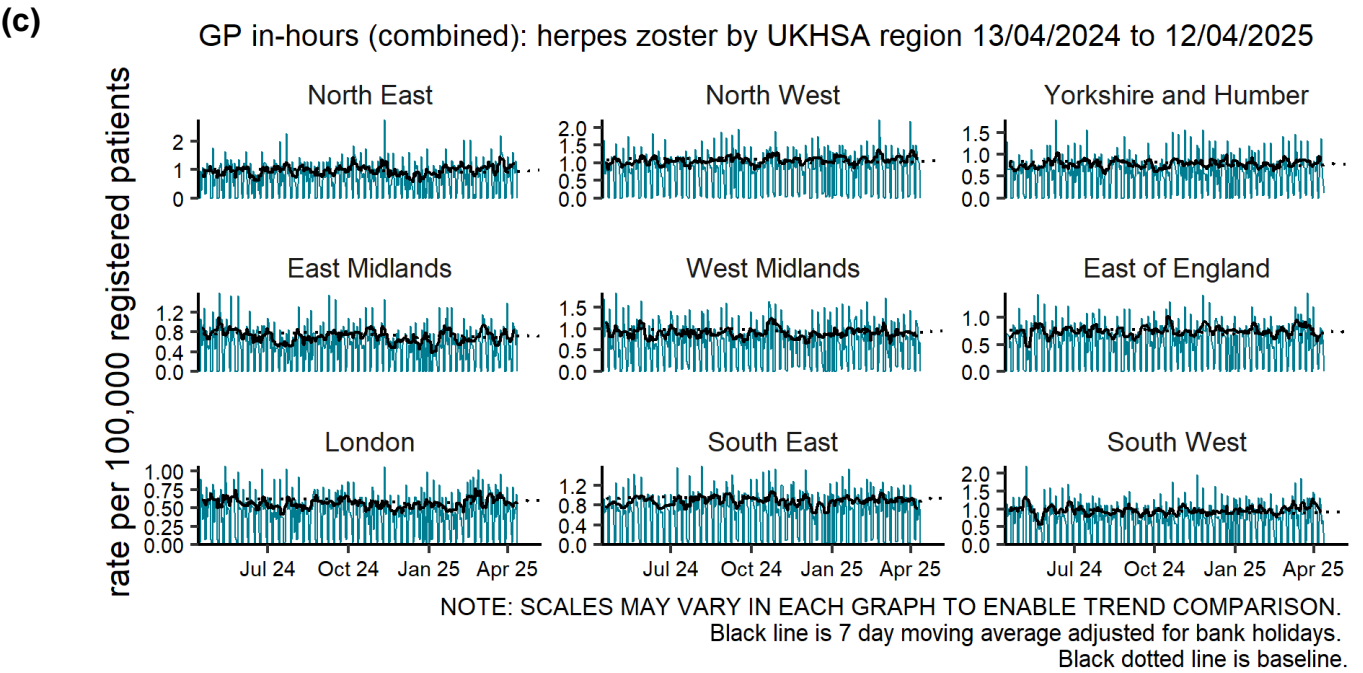 (c)
GP in-hours (combined): herpes zoster by UKHSA region 13/04/2024 to 12/04/2025
rate per 100,000 registered patients
North East
2
1
0
North West
2.0
1.5
1.0
0.5
0.0
Yorkshire and Humber
1.5
1.0
0.5
0.0
East Midlands
1.2
0.8
0.4
0.0
West Midlands
1.5
1.0
0.5
0.0
East of England
1.0
0.5
0.0
London
1.00
0.75
0.50
0.25
0.00
Jul 24 Oct 24 Jan 25 Apr 25
South East
1.2
0.8
0.4
0.0
Jul 24 Oct 24 Jan 25 Apr 25
South West
2.0
1.5
1.0
0.5
0.0
Jul 24 Oct 24 Jan 25 Apr 25
NOTE: SCALES MAY VARY IN EACH GRAPH TO ENABLE TREND COMPARISON.
Black line is 7 day moving average adjusted for bank holidays.
Black dotted line is baseline.